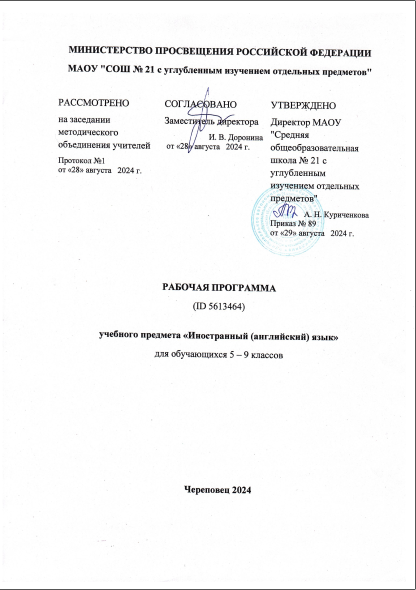 МИНИСТЕРСТВО ПРОСВЕЩЕНИЯ РОССИЙСКОЙ ФЕДЕРАЦИИ
МАОУ "СОШ № 21 с углубленным изучением отдельных предметов"
РАССМОТРЕНО
на заседании
методического
объединения учителей
Протокол №1
от «28» августа 2024 г.
СОГЛАСОВАНО
Заместитель директора
И. В. Доронина
от «28» августа 2024 г.
УТВЕРЖДЕНО
Директор МАОУ
"Средняя
общеобразовательная
школа № 21 с
углубленным
изучением отдельных
предметов"
А. Н. Куриченкова
Приказ № 89
от «29» августа 2024 г.
РАБОЧАЯ ПРОГРАММА
(ID 5613464)
учебного предмета «Иностранный (английский) язык»
для обучающихся 5 – 9 классов
Череповец 2024